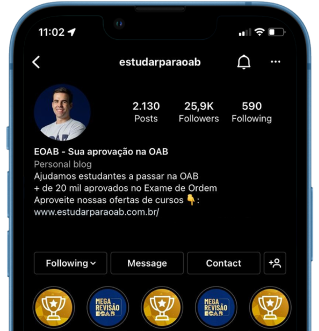 11:02
estudarparaoab
2.130 25,9K 590
Posts Followers Following
EOAB - Sua aprovação na OAB
Personal blog
Ajudamos estudantes a passar na OAB
+ de 20 mil aprovados no Exame de Ordem
Aproveite nossas ofertas de cursos 👇:
www.estudarparaoab.com.br/
Following Message Contact
MEGA REVISÃO MEGA REVISÃO